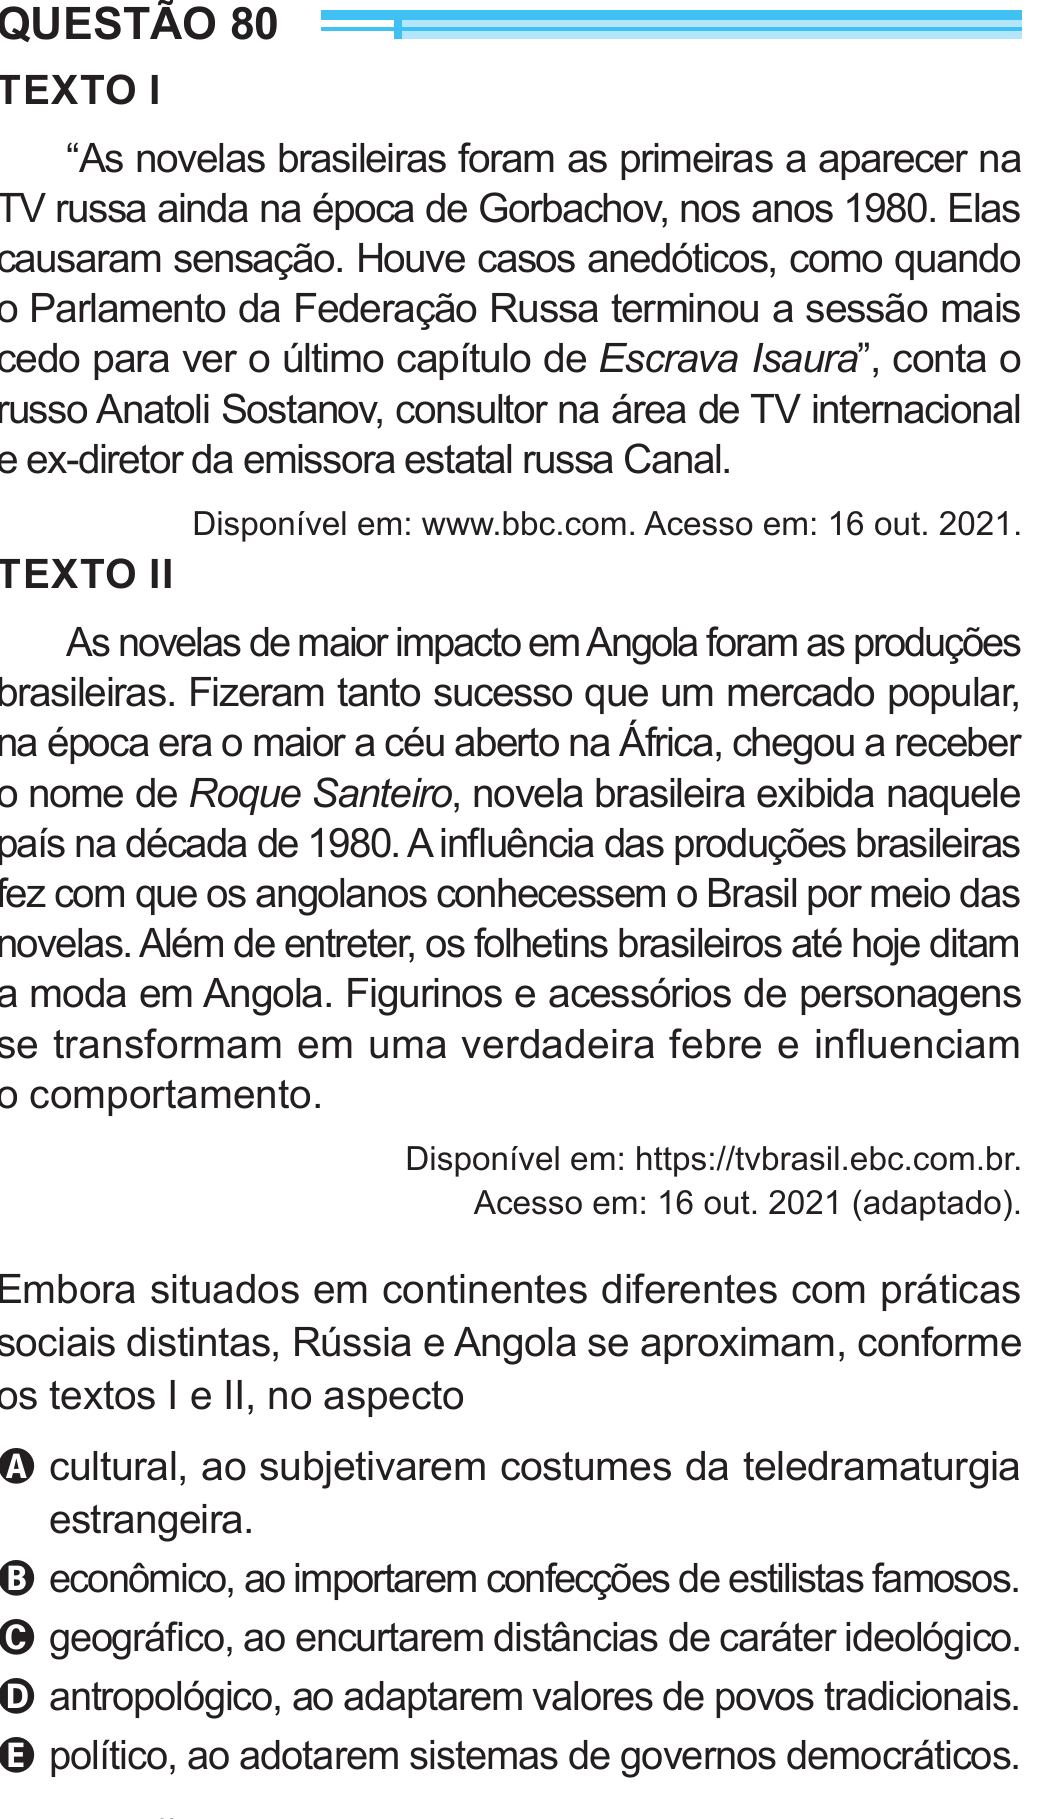 QUESTÃO 80
TEXTO I
“As novelas brasileiras foram as primeiras a aparecer na
TV russa ainda na época de Gorbachov, nos anos 1980. Elas
causaram sensação. Houve casos anedóticos, como quando
o Parlamento da Federação Russa terminou a sessão mais
cedo para ver o último capítulo de Escrava Isaura”, conta o
russo Anatoli Sostanov, consultor na área de TV internacional
e ex-diretor da emissora estatal russa Canal.
Disponível em: www.bbc.com. Acesso em: 16 out. 2021.
TEXTO II
As novelas de maior impacto em Angola foram as produções
brasileiras. Fizeram tanto sucesso que um mercado popular,
na época era o maior a céu aberto na África, chegou a receber
o nome de Roque Santeiro, novela brasileira exibida naquele
país na década de 1980. A influência das produções brasileiras
fez com que os angolanos conhecessem o Brasil por meio das
novelas. Além de entreter, os folhetins brasileiros até hoje ditam
a moda em Angola. Figurinos e acessórios de personagens
se transformam em uma verdadeira febre e influenciam
o comportamento.
Disponível em: https://tvbrasil.ebc.com.br.
Acesso em: 16 out. 2021 (adaptado).
Embora situados em continentes diferentes com práticas
sociais distintas, Rússia e Angola se aproximam, conforme
os textos I e II, no aspecto
A cultural, ao subjetivarem costumes da teledramaturgia
estrangeira.
B econômico, ao importarem confecções de estilistas famosos.
C geográfico, ao encurtarem distâncias de caráter ideológico.
D antropológico, ao adaptarem valores de povos tradicionais.
E político, ao adotarem sistemas de governos democráticos.